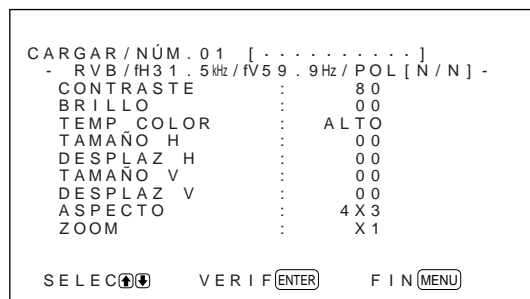 CARGAR/NÚM.01 [ · · · · · · · · · · ]
- RVB/fH31.5kHz/fV59.9Hz/POL[N/N]-
CONTRASTE : 80
BRILLO : 00
TEMP COLOR : ALTO
TAMAÑO H : 00
DESPLAZ H : 00
TAMAÑO V : 00
DESPLAZ V : 00
ASPECTO : 4X3
ZOOM : X1
SELEC⬆⬇ VERIF ENTER FIN MENU